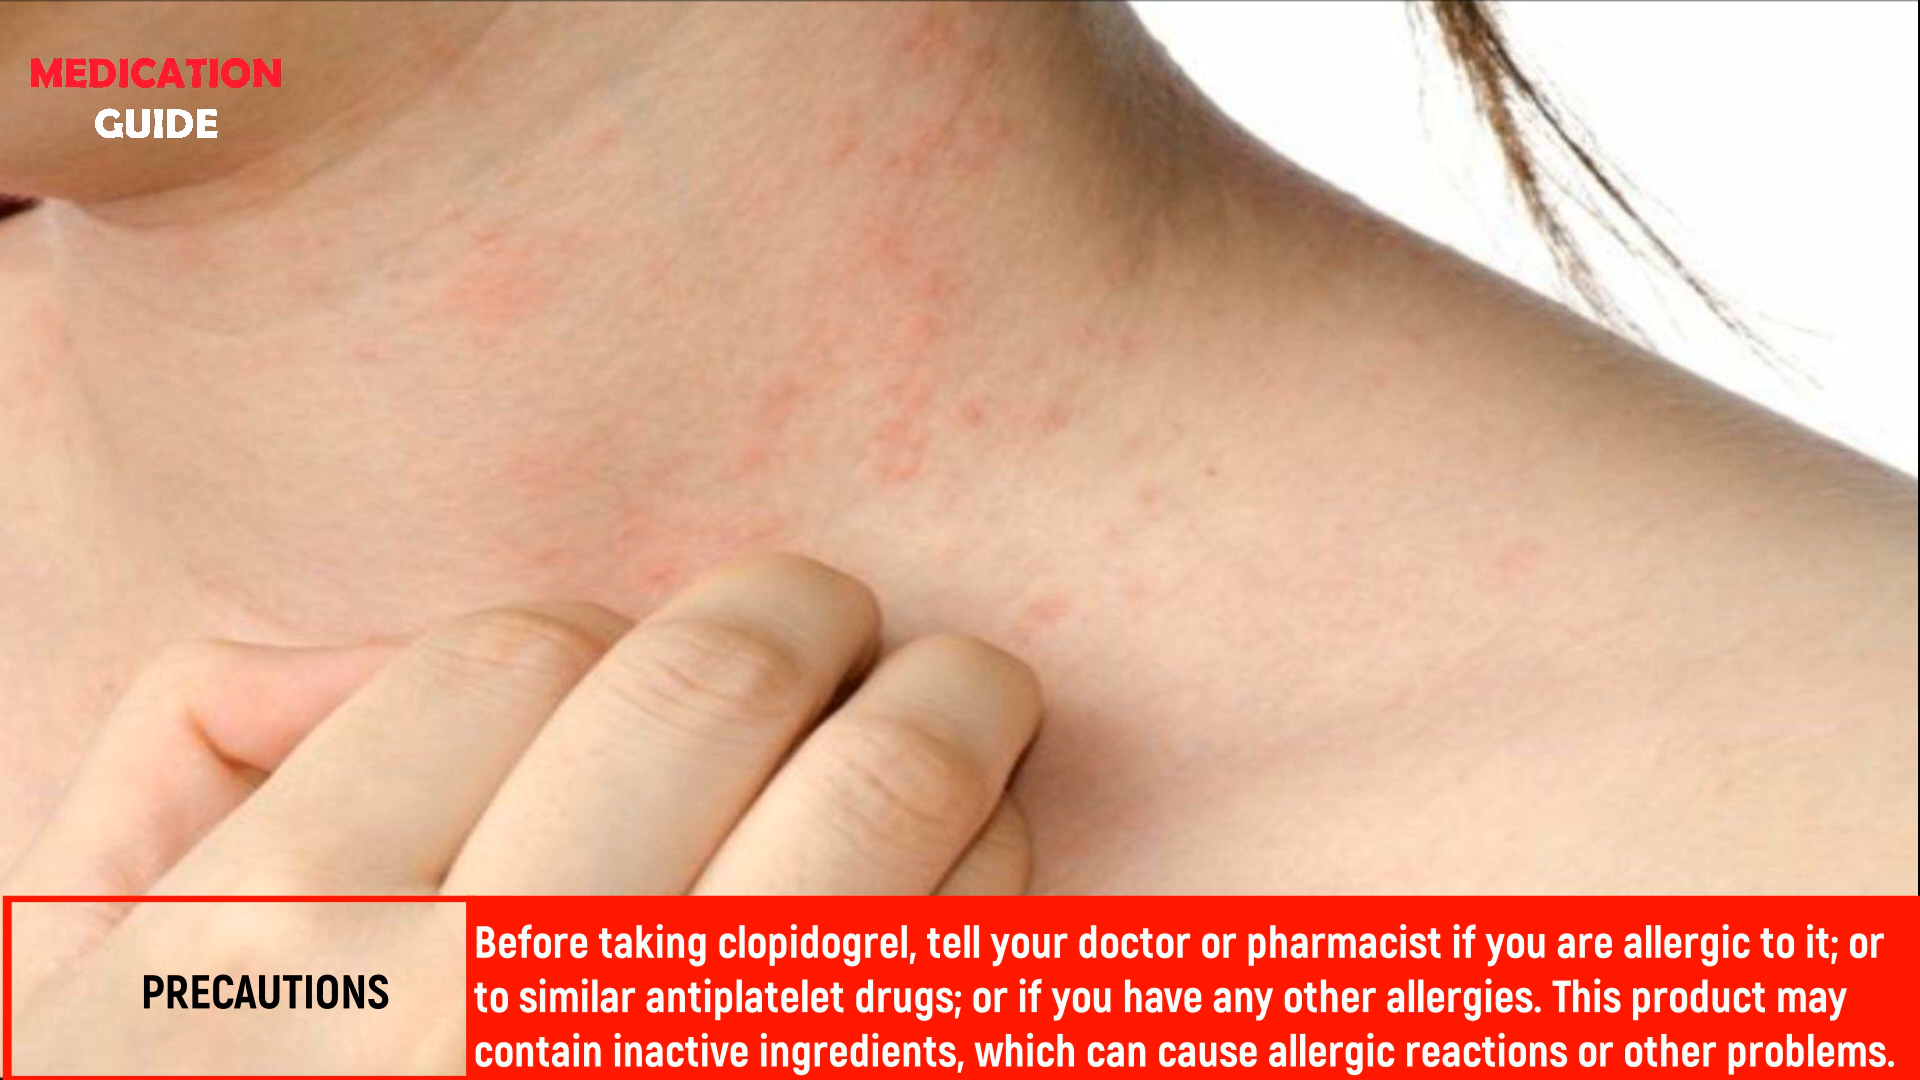 MEDICATION
GUIDE
PRECAUTIONS
Before taking clopidogrel, tell your doctor or pharmacist if you are allergic to it; or
to similar antiplatelet drugs; or if you have any other allergies. This product may
contain inactive ingredients, which can cause allergic reactions or other problems.